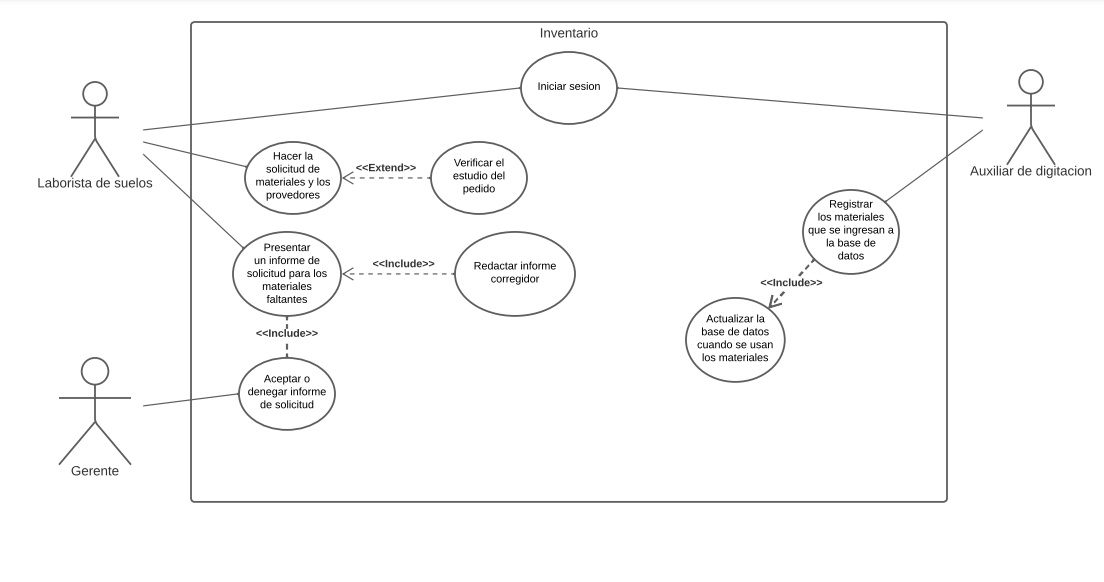 Inventario
Iniciar sesion
Laborista de suelos
Auxiliar de digitacion
Hacer la
solicitud de
materiales y los
provedores
<<Extend>>
Verificar el
estudio del
pedido
Registrar
los materiales
que se ingresan a
la base de
datos
Presentar
un informe de
solicitud para los
materiales
faltantes
<<Include>>
Redactar informe
corregidor
<<Include>>
Actualizar la
base de datos
cuando se usan
los materiales
<<Include>>
Aceptar o
denegar informe
de solicitud
Gerente